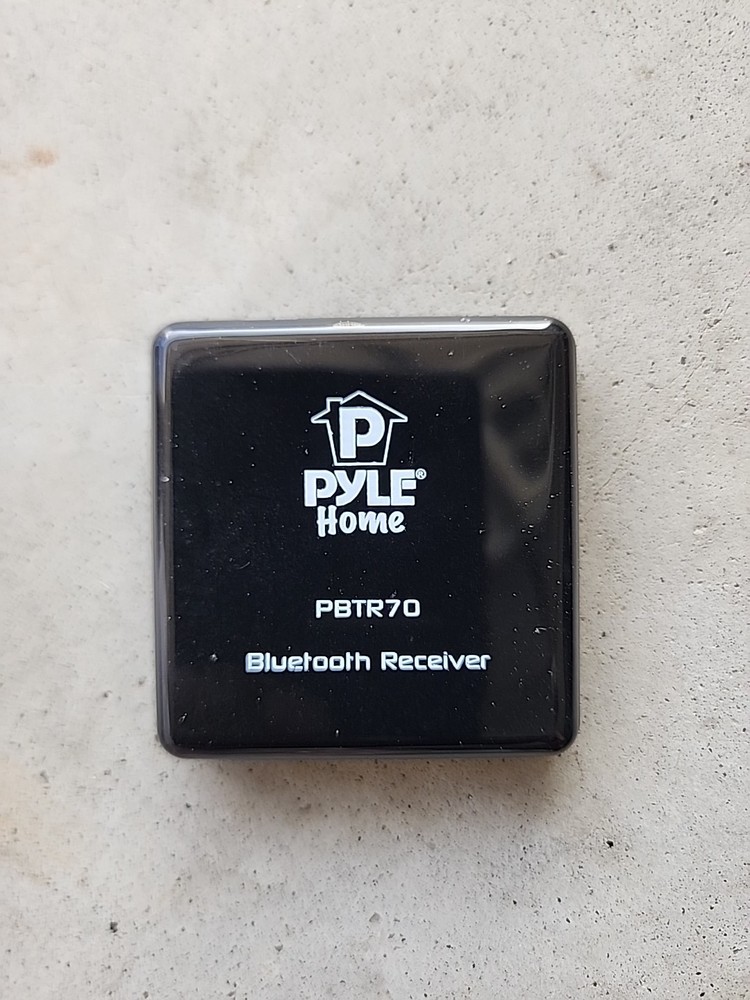 P
PYLE®
Home
PBTR70
Bluetooth Receiver